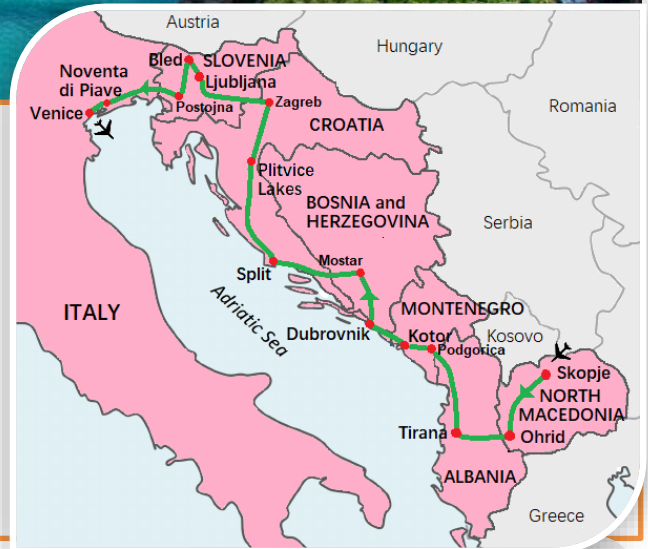 Austria
Hungary
Bled
SLOVENIA
Ljubljana
Noventa
di Piave
Postojna
Venice
Zagreb
Romania
CROATIA
Plitvice
Lakes
BOSNIA and
HERZEGOVINA
Serbia
Mostar
Split
Adriatic Sea
ITALY
MONTENEGRO
Dubrovnik
Kotor
Kosovo
Podgorica
Skopje
NORTH
MACEDONIA
Tirana
Ohrid
ALBANIA
Greece